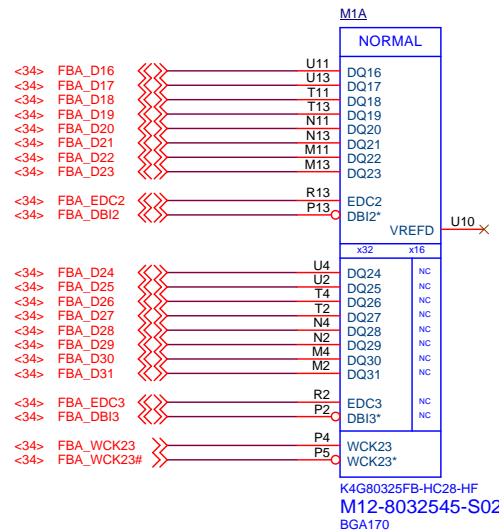 M1A
NORMAL
<34> FBA_D16 U11 DQ16
<34> FBA_D17 U13 DQ17
<34> FBA_D18 T11 DQ18
<34> FBA_D19 T13 DQ19
<34> FBA_D20 N11 DQ20
<34> FBA_D21 N13 DQ21
<34> FBA_D22 M11 DQ22
<34> FBA_D23 M13 DQ23
<34> FBA_EDC2 R13 EDC2
<34> FBA_DBI2 P13 DBI2*
VREFD U10
x32 x16
<34> FBA_D24 U4 DQ24 NC
<34> FBA_D25 U2 DQ25 NC
<34> FBA_D26 T4 DQ26 NC
<34> FBA_D27 T2 DQ27 NC
<34> FBA_D28 N4 DQ28 NC
<34> FBA_D29 N2 DQ29 NC
<34> FBA_D30 M4 DQ30 NC
<34> FBA_D31 M2 DQ31 NC
<34> FBA_EDC3 R2 EDC3 NC
<34> FBA_DBI3 P2 DBI3* NC
<34> FBA_WCK23 P4 WCK23
<34> FBA_WCK23# P5 WCK23*
K4G80325FB-HC28-HF
M12-8032545-S02
BGA170